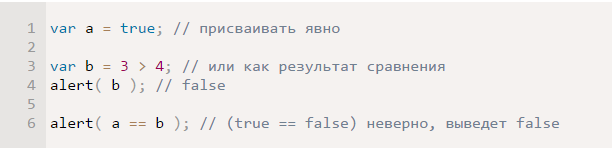 1 var a = true; // присваивать явно
2
3 var b = 3 > 4; // или как результат сравнения
4 alert( b ); // false
5
6 alert( a == b ); // (true == false) неверно, выведет false